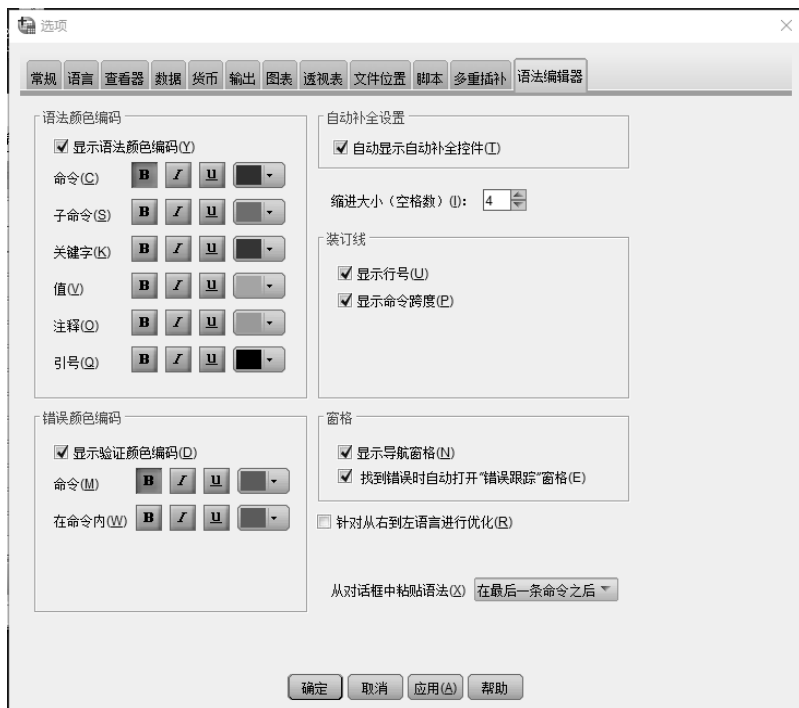 选项
常规 语言 查看器 数据 货币 输出 图表 透视表 文件位置 脚本 多重插补 语法编辑器
语法颜色编码
显示语法颜色编码(Y)
命令(C) B I U
子命令(S) B I U
关键字(K) B I U
值(V) B I U
注释(O) B I U
引号(Q) B I U
错误颜色编码
显示验证颜色编码(D)
命令(M) B I U
在命令内(W) B I U
自动补全设置
自动显示自动补全控件(T)
缩进大小（空格数）(I)： 4
装订线
显示行号(U)
显示命令跨度(P)
窗格
显示导航窗格(N)
找到错误时自动打开“错误跟踪”窗格(E)
针对从右到左语言进行优化(R)
从对话框中粘贴语法(X) 在最后一条命令之后
确定 取消 应用(A) 帮助